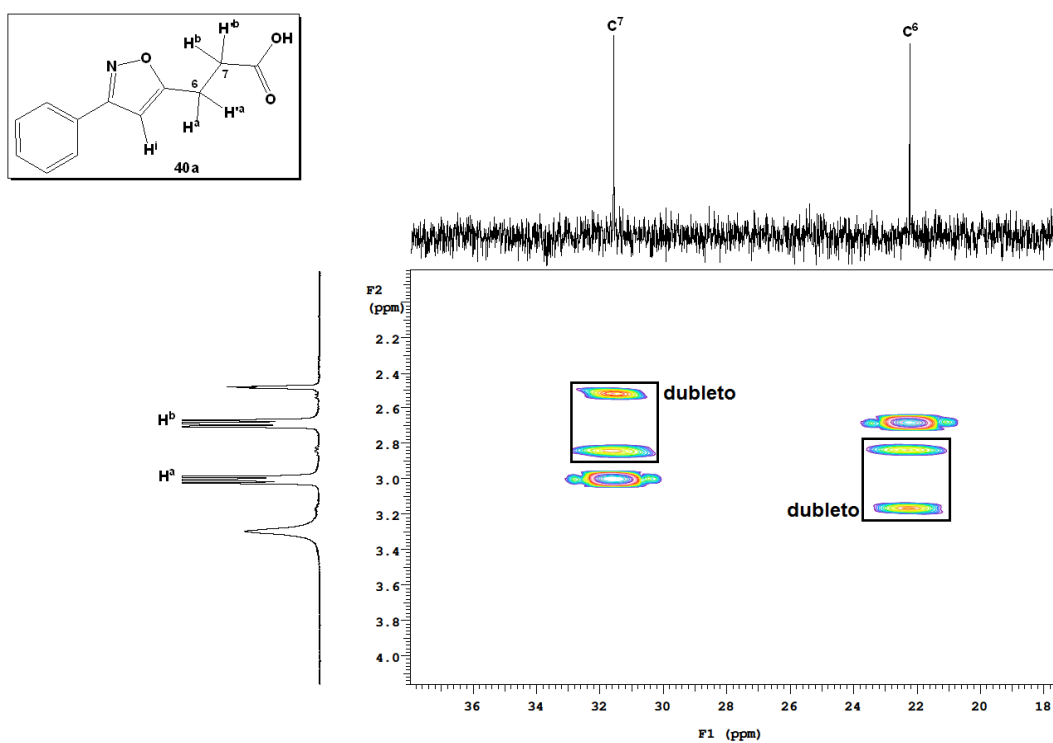 H^b H'^b OH
N O 7
6 O
H^a H'^a
H^i
40a
C^7 C^6
F2
(ppm)
2.2
2.4
dubleto
2.6
H^b
2.8
H^a
3.0
dubleto
3.2
3.4
3.6
3.8
4.0
36 34 32 30 28 26 24 22 20 18
F1 (ppm)